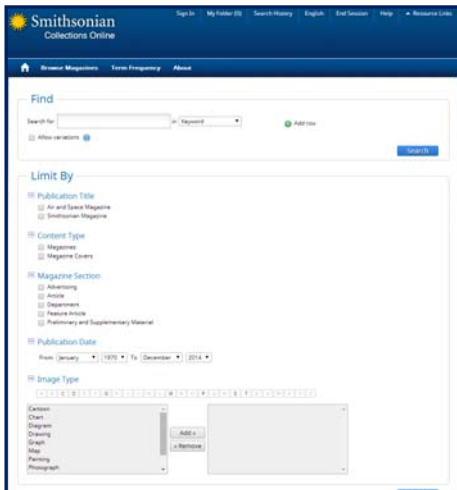 Sign In My Folder (0) Search History English End Session Help Resource Links
Smithsonian
Collections Online
Browse Magazines Term Frequency About
Find
Search for in Keyword Add row
Allow variations
Search
Limit By
Publication Title
Air and Space Magazine
Smithsonian Magazine
Content Type
Magazines
Magazine Covers
Magazine Section
Advertising
Article
Department
Feature Article
Preliminary and Supplementary Material
Publication Date
From January 1970 To December 2014
Image Type
Cartoon
Chart
Diagram
Drawing
Graph
Map
Painting
Photograph
Add »
« Remove